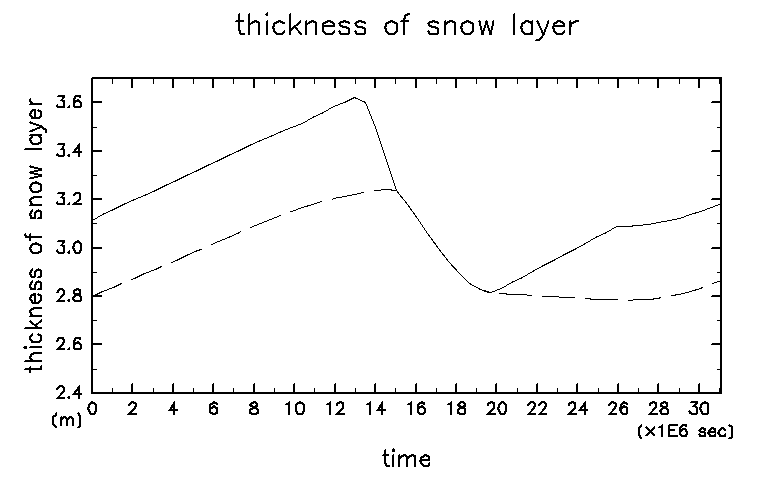 thickness of snow layer
thickness of snow layer
3.6
3.4
3.2
3.0
2.8
2.6
2.4
(m)
0 2 4 6 8 10 12 14 16 18 20 22 24 26 28 30
(×1E6 sec)
time